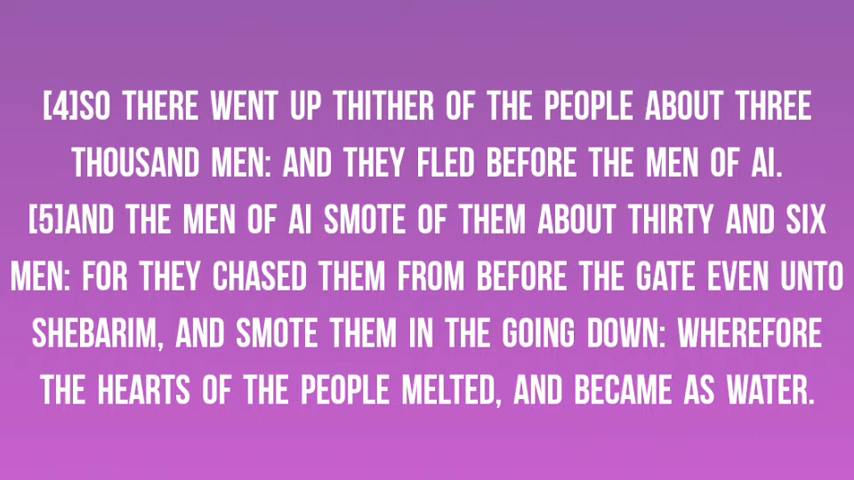 [4]SO THERE WENT UP THITHER OF THE PEOPLE ABOUT THREE
THOUSAND MEN: AND THEY FLED BEFORE THE MEN OF AI.
[5]AND THE MEN OF AI SMOTE OF THEM ABOUT THIRTY AND SIX
MEN: FOR THEY CHASED THEM FROM BEFORE THE GATE EVEN UNTO
SHEBARIM, AND SMOTE THEM IN THE GOING DOWN: WHEREFORE
THE HEARTS OF THE PEOPLE MELTED, AND BECAME AS WATER.